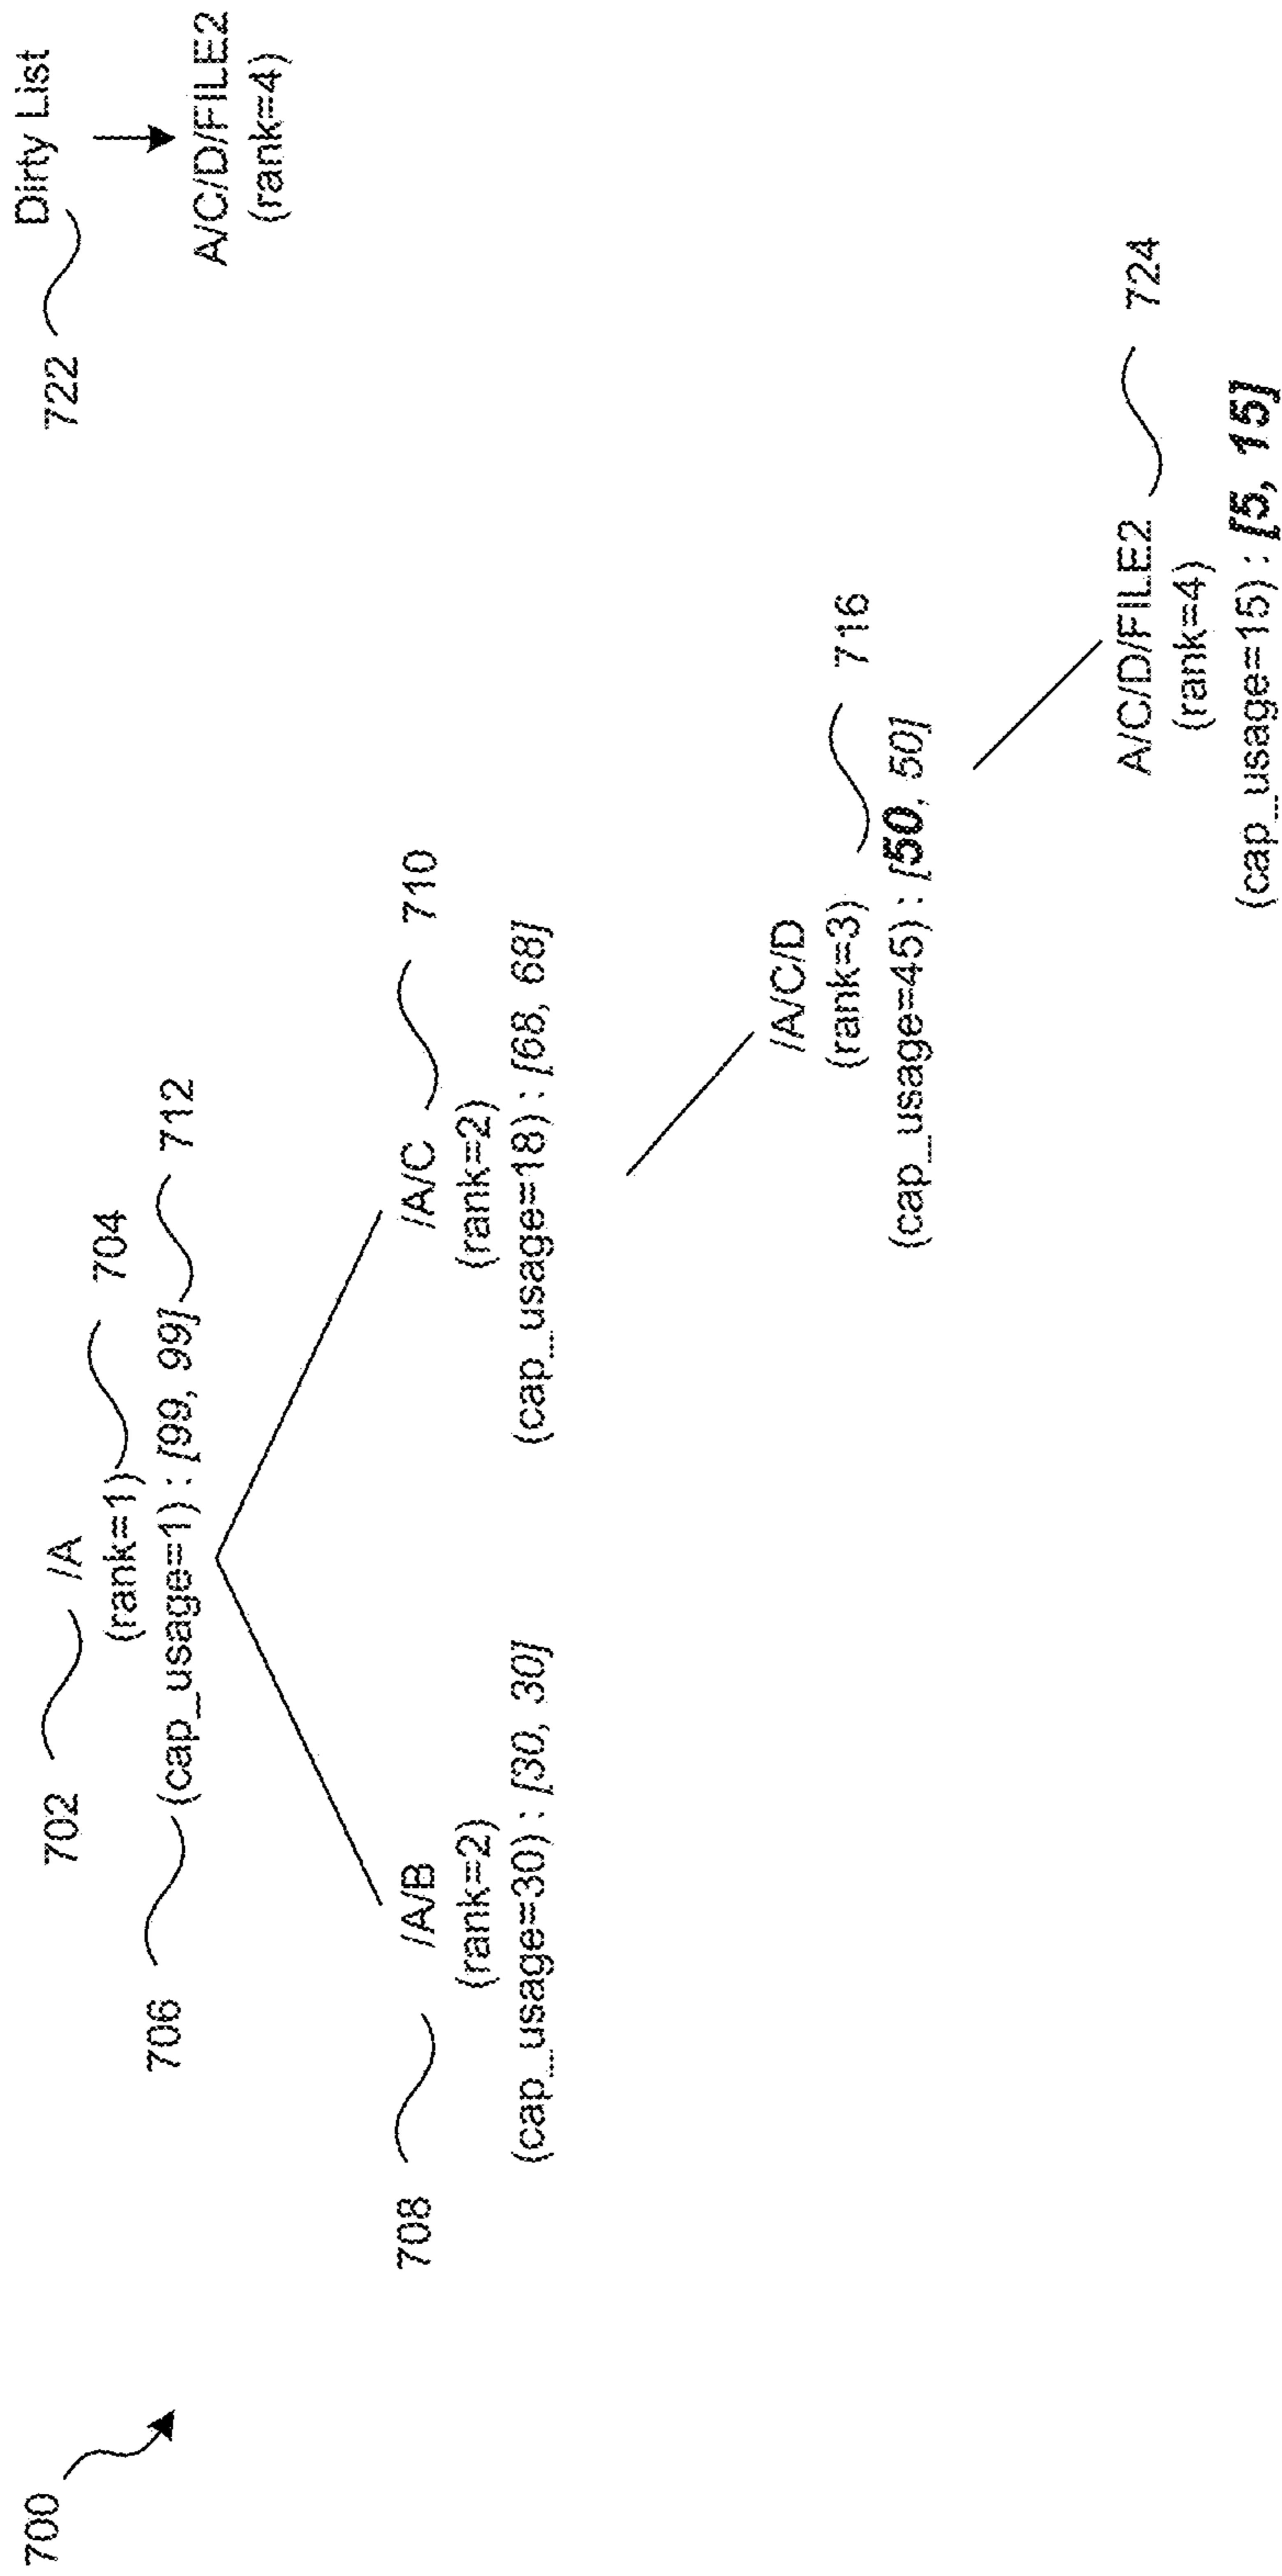 700
702
/A
(rank=1)
704
706
(cap_usage=1) : [99, 99]
712
722
Dirty List
A/C/D/FILE2
(rank=4)
708
/A/B
(rank=2)
(cap_usage=30) : [30, 30]
/A/C
710
(rank=2)
(cap_usage=18) : [68, 68]
/A/C/D
(rank=3)
716
(cap_usage=45) : [50, 50]
A/C/D/FILE2
724
(rank=4)
(cap_usage=15) : [5, 15]